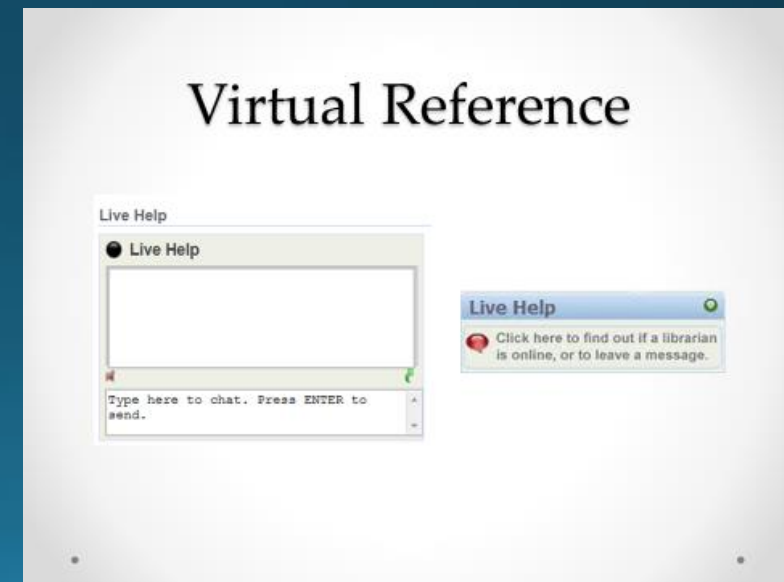 Virtual Reference
Live Help
Live Help
Type here to chat. Press ENTER to
send.
Live Help
Click here to find out if a librarian
is online, or to leave a message.